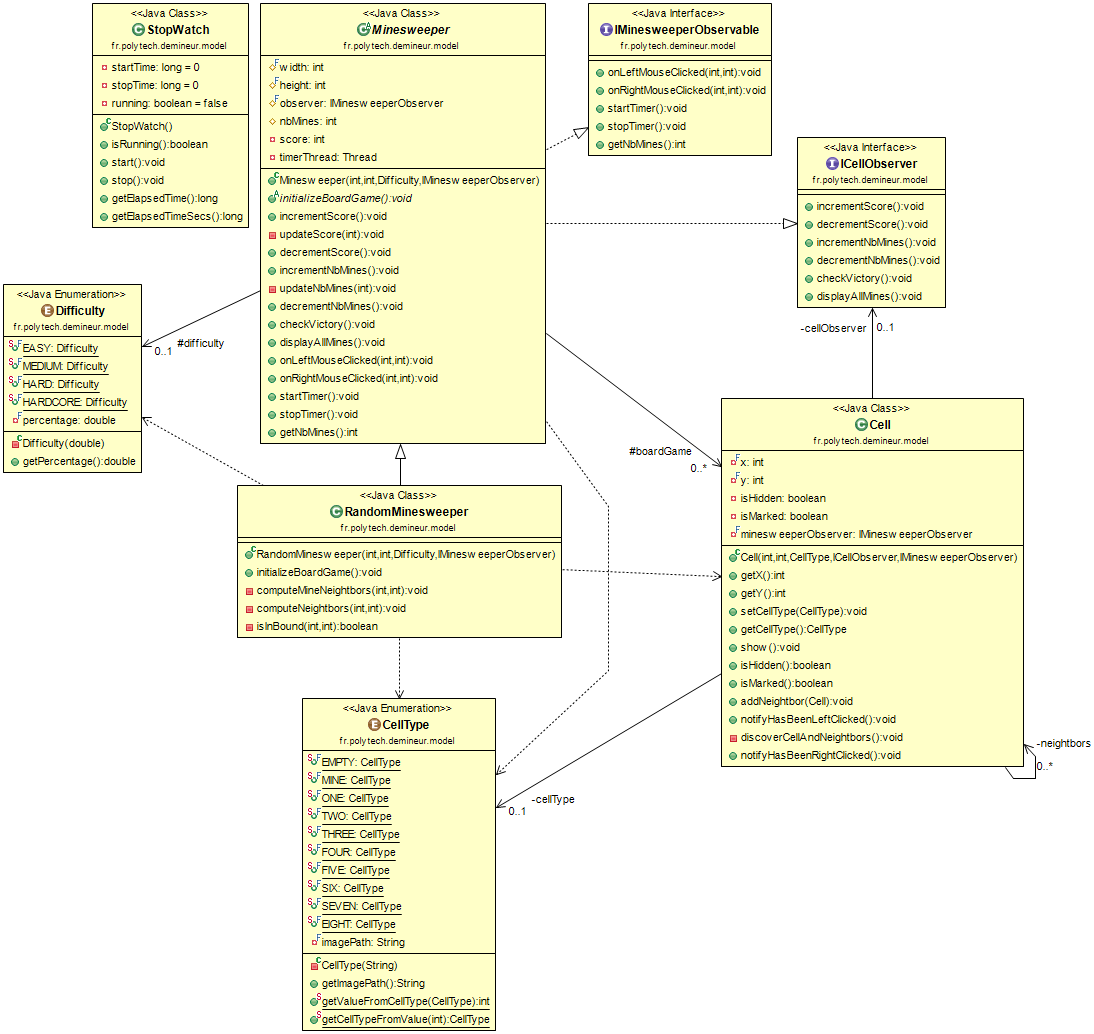 <<Java Class>>
StopWatch
fr.polytech.demineur.model
startTime: long = 0
stopTime: long = 0
running: boolean = false
StopWatch()
isRunning():boolean
start():void
stop():void
getElapsedTime():long
getElapsedTimeSecs():long
<<Java Class>>
Minesweeper
fr.polytech.demineur.model
width: int
height: int
observer: IMinesweeperObserver
nbMines: int
score: int
timerThread: Thread
Minesweeper(int,int,Difficulty,IMinesweeperObserver)
initializeBoardGame():void
incrementScore():void
updateScore(int):void
decrementScore():void
incrementNbMines():void
updateNbMines(int):void
decrementNbMines():void
checkVictory():void
displayAllMines():void
onLeftMouseClicked(int,int):void
onRightMouseClicked(int,int):void
startTimer():void
stopTimer():void
getNbMines():int
<<Java Interface>>
IMinesweeperObservable
fr.polytech.demineur.model
onLeftMouseClicked(int,int):void
onRightMouseClicked(int,int):void
startTimer():void
stopTimer():void
getNbMines():int
<<Java Interface>>
ICellObserver
fr.polytech.demineur.model
incrementScore():void
decrementScore():void
incrementNbMines():void
decrementNbMines():void
checkVictory():void
displayAllMines():void
<<Java Enumeration>>
Difficulty
fr.polytech.demineur.model
EASY: Difficulty
MEDIUM: Difficulty
HARD: Difficulty
HARDCORE: Difficulty
percentage: double
Difficulty(double)
getPercentage():double
#difficulty
0..1
-cellObserver
0..1
#boardGame
0..*
<<Java Class>>
Cell
fr.polytech.demineur.model
x: int
y: int
isHidden: boolean
isMarked: boolean
minesweeperObserver: IMinesweeperObserver
Cell(int,int,CellType,ICellObserver,IMinesweeperObserver)
getX():int
getY():int
setCellType(CellType):void
getCellType():CellType
show():void
isHidden():boolean
isMarked():boolean
addNeightbor(Cell):void
notifyHasBeenLeftClicked():void
discoverCellAndNeightbors():void
notifyHasBeenRightClicked():void
-neightbors
0..*
<<Java Class>>
RandomMinesweeper
fr.polytech.demineur.model
RandomMinesweeper(int,int,Difficulty,IMinesweeperObserver)
initializeBoardGame():void
computeMineNeightbors(int,int):void
computeNeightbors(int,int):void
isInBound(int,int):boolean
<<Java Enumeration>>
CellType
fr.polytech.demineur.model
EMPTY: CellType
MINE: CellType
ONE: CellType
TWO: CellType
THREE: CellType
FOUR: CellType
FIVE: CellType
SIX: CellType
SEVEN: CellType
EIGHT: CellType
imagePath: String
CellType(String)
getImagePath():String
getValueFromCellType(CellType):int
getCellTypeFromValue(int):CellType
-cellType
0..1